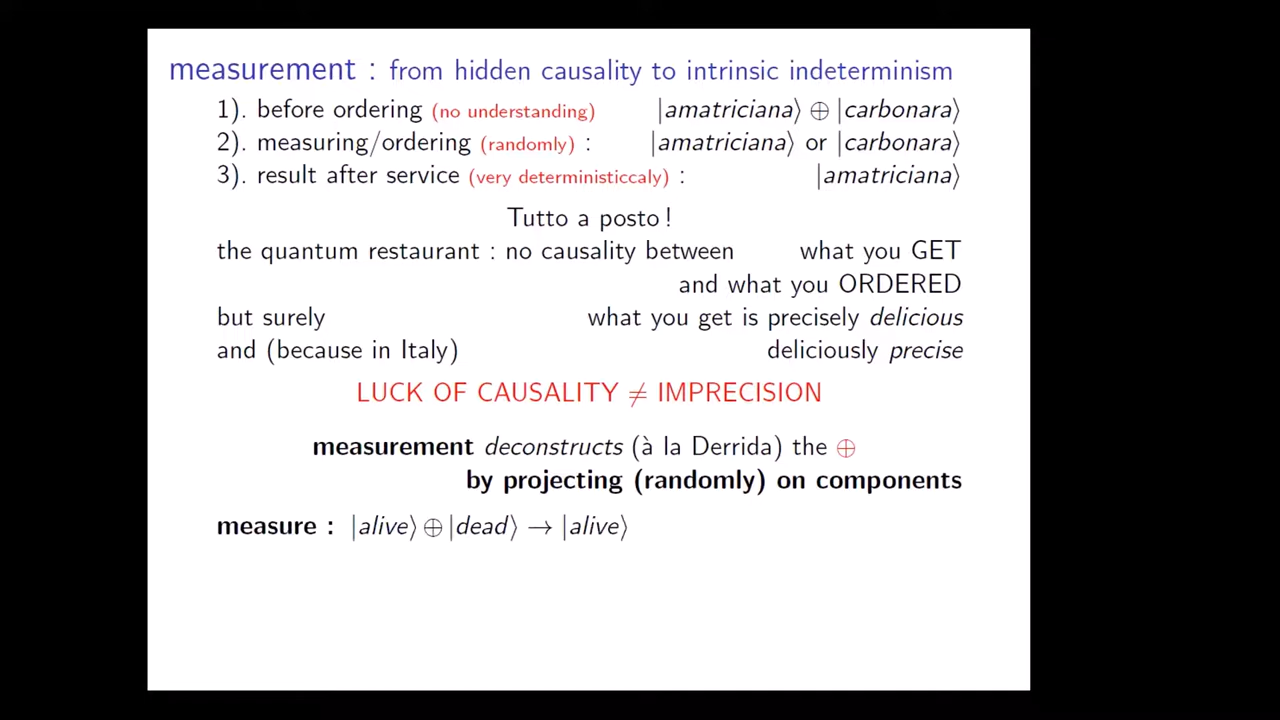 measurement : from hidden causality to intrinsic indeterminism
1). before ordering (no understanding) |amatriciana⟩ ⊕ |carbonara⟩
2). measuring/ordering (randomly) : |amatriciana⟩ or |carbonara⟩
3). result after service (very deterministiccaly) : |amatriciana⟩
Tutto a posto !
the quantum restaurant : no causality between what you GET
and what you ORDERED
but surely what you get is precisely delicious
and (because in Italy) deliciously precise
LUCK OF CAUSALITY ≠ IMPRECISION
measurement deconstructs (à la Derrida) the ⊕
by projecting (randomly) on components
measure : |alive⟩ ⊕ |dead⟩ → |alive⟩